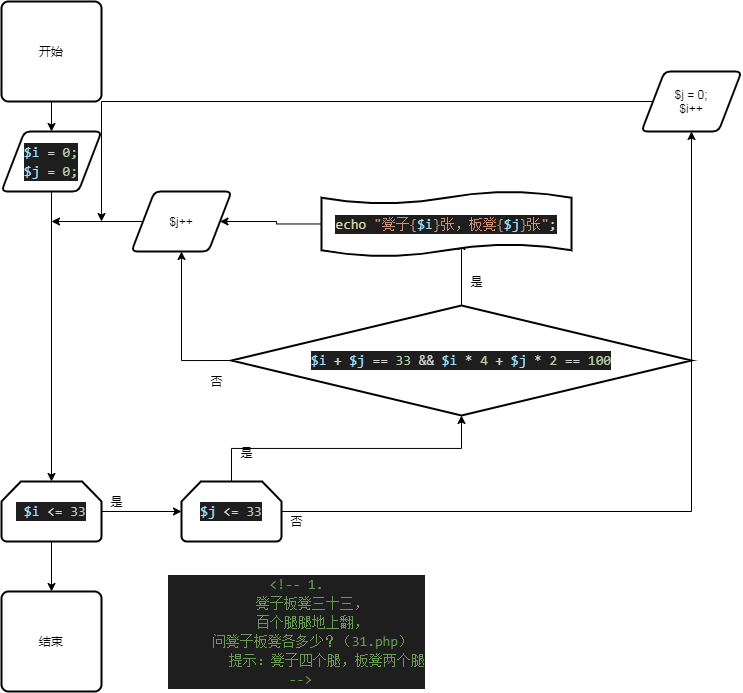 开始
$j = 0;
$i++
$i = 0;
$j = 0;
$j++
echo "凳子{$i}张，板凳{$j}张";
是
$i + $j == 33 && $i * 4 + $j * 2 == 100
否
是
$i <= 33
是
$j <= 33
否
<!-- 1.
凳子板凳三十三，
百个腿腿地上翻，
问凳子板凳各多少？（31.php）
提示：凳子四个腿，板凳两个腿
-->
结束